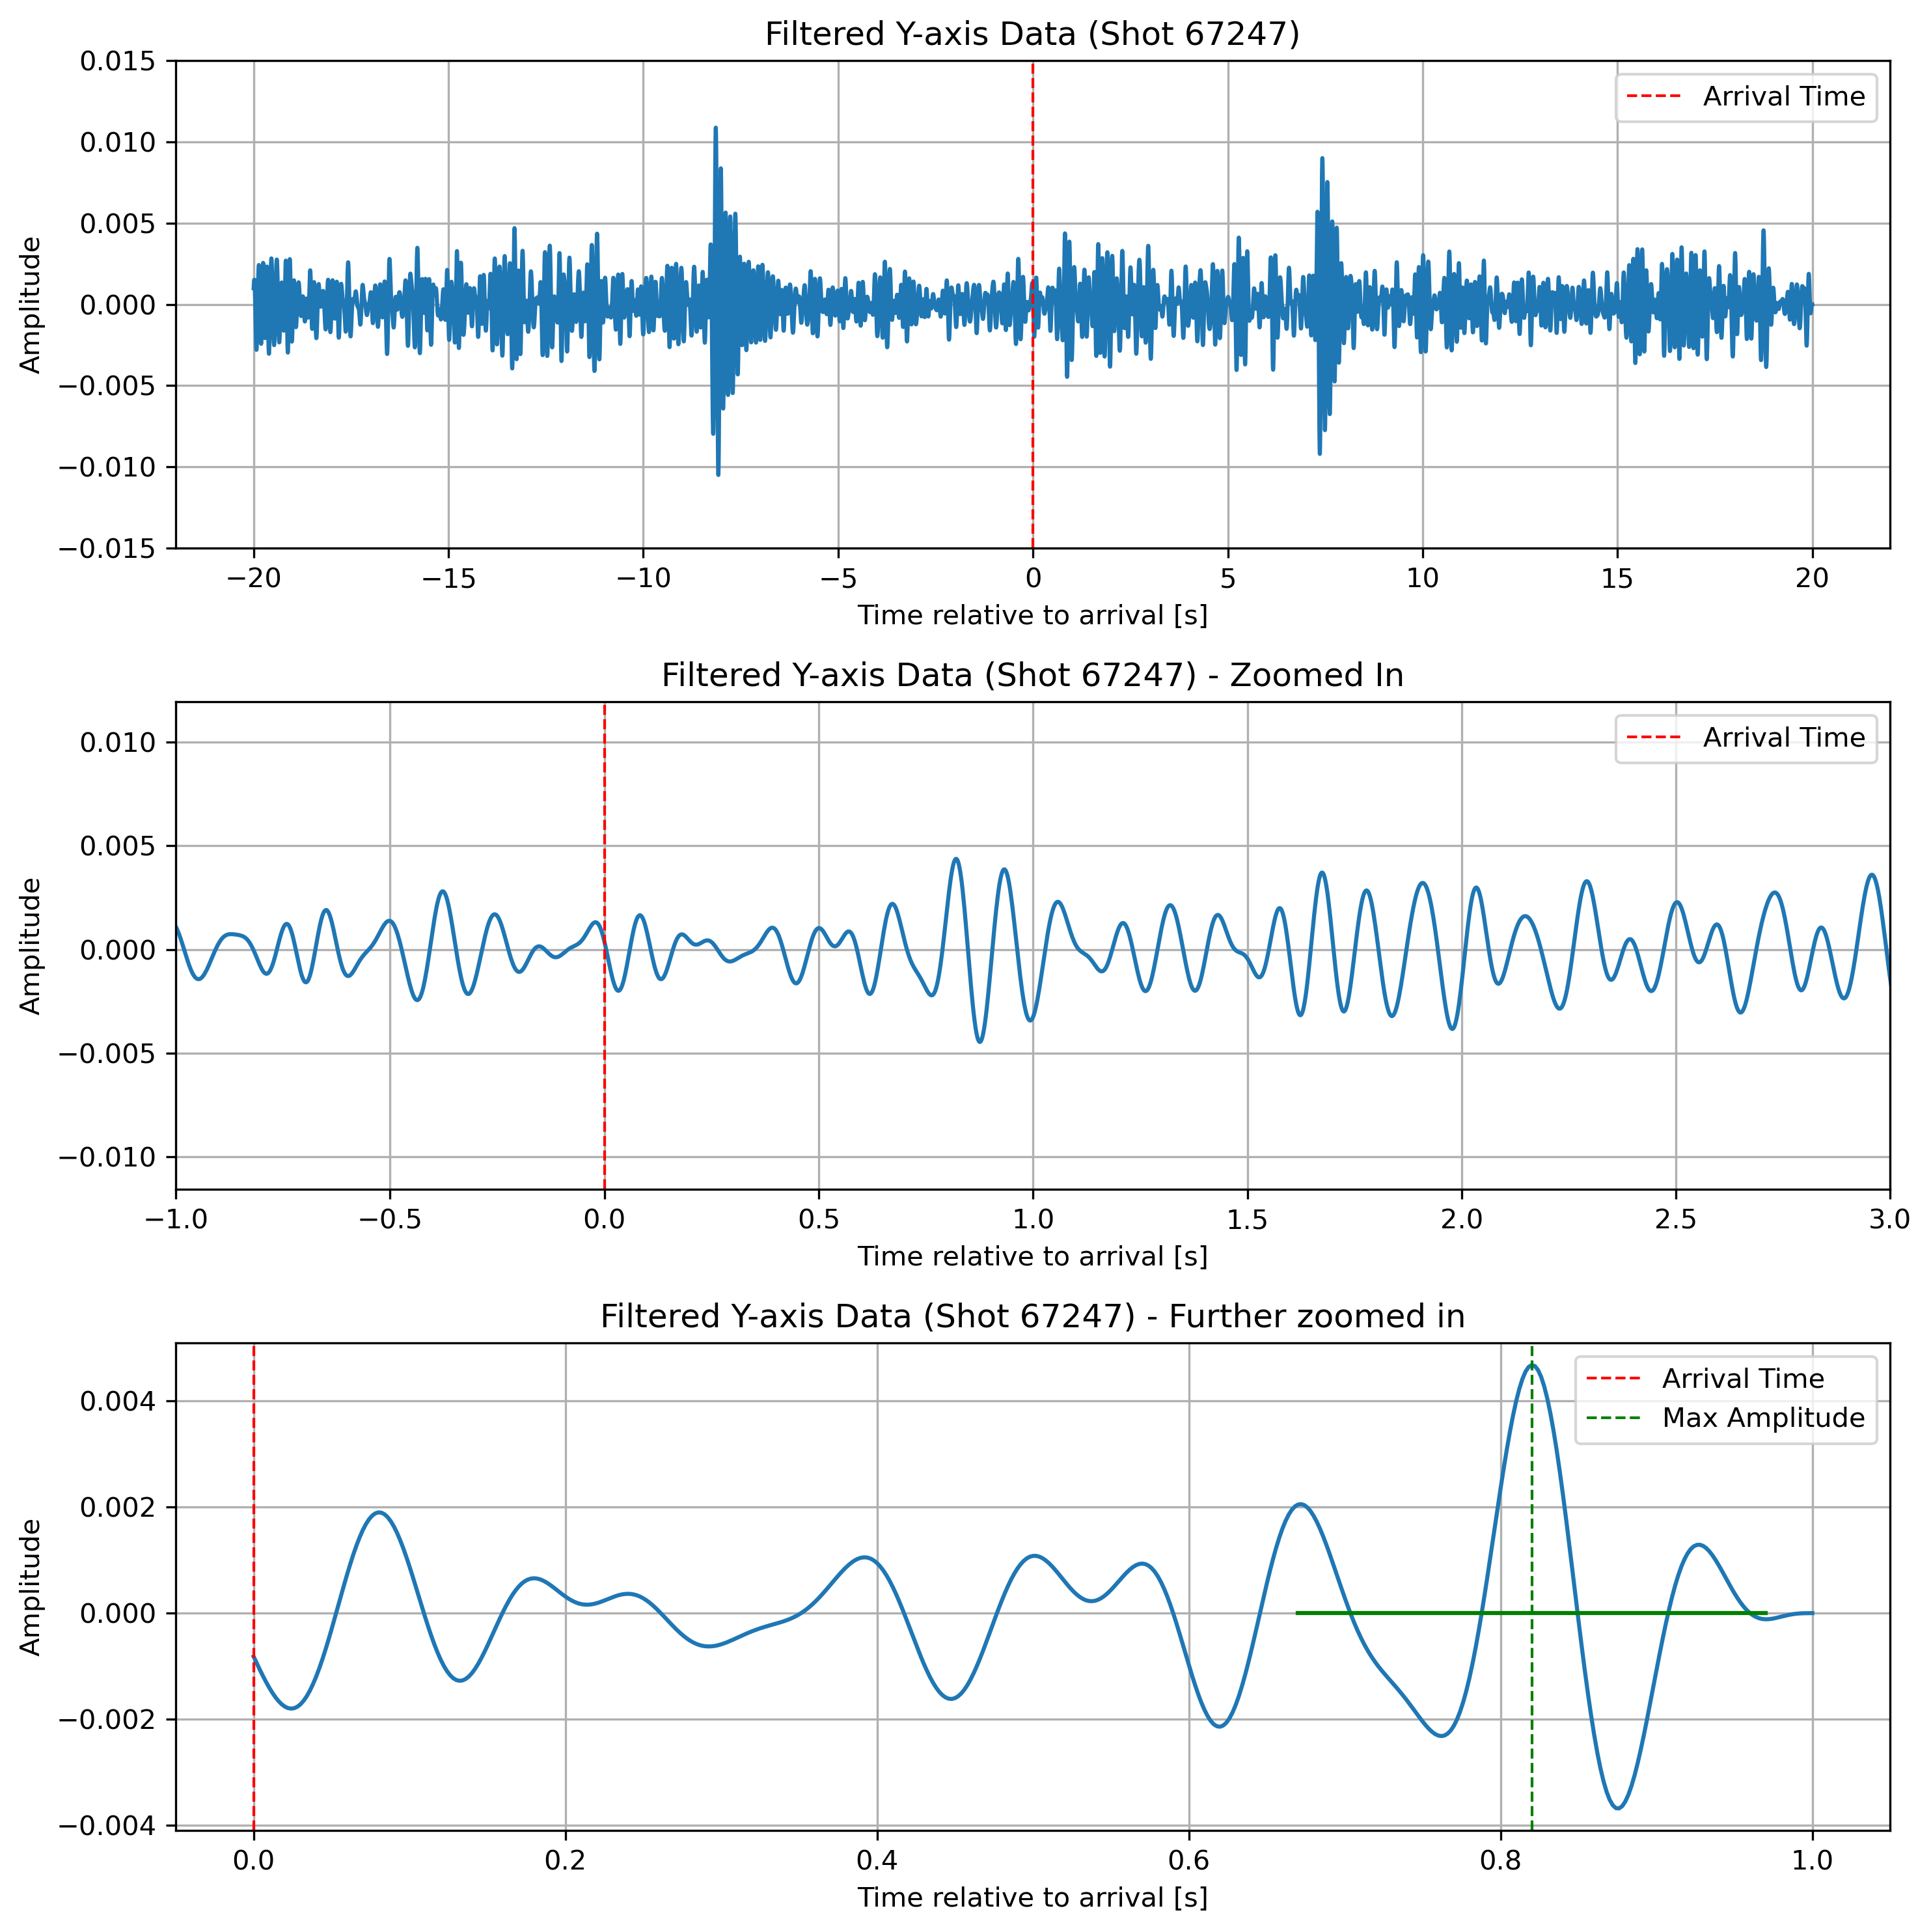 Filtered Y-axis Data (Shot 67247)
0.015
0.010
0.005
0.000
−0.005
−0.010
−0.015
Amplitude
Arrival Time
−20 −15 −10 −5 0 5 10 15 20
Time relative to arrival [s]
Filtered Y-axis Data (Shot 67247) - Zoomed In
0.010
0.005
0.000
−0.005
−0.010
Amplitude
Arrival Time
−1.0 −0.5 0.0 0.5 1.0 1.5 2.0 2.5 3.0
Time relative to arrival [s]
Filtered Y-axis Data (Shot 67247) - Further zoomed in
0.004
0.002
0.000
−0.002
−0.004
Amplitude
Arrival Time
Max Amplitude
0.0 0.2 0.4 0.6 0.8 1.0
Time relative to arrival [s]